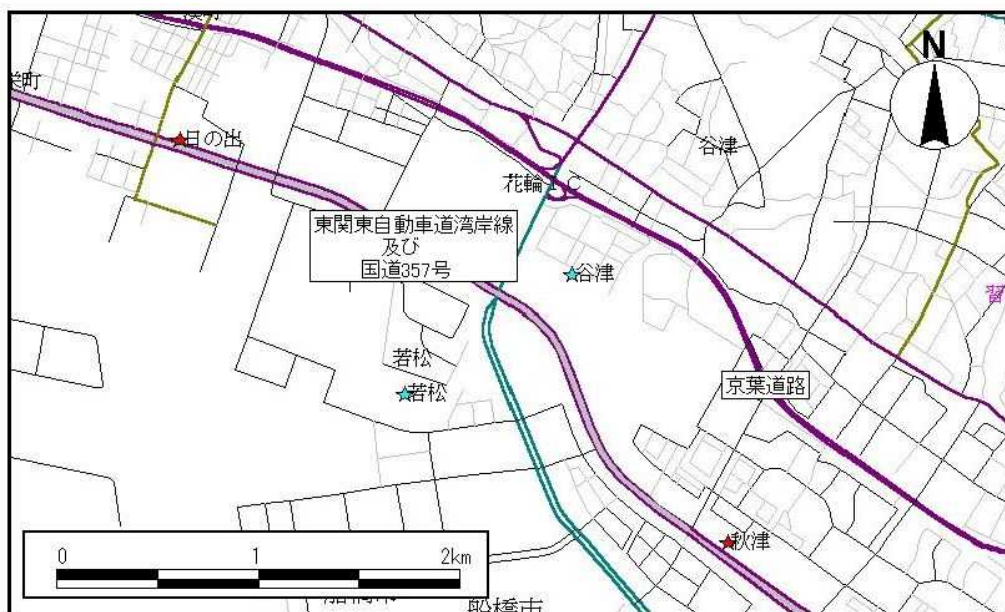 栄町
日の出
谷津
N
花輪IC
東関東自動車道湾岸線
及び
国道357号
谷津
若松
若松
京葉道路
秋津
0 1 2km
船橋市